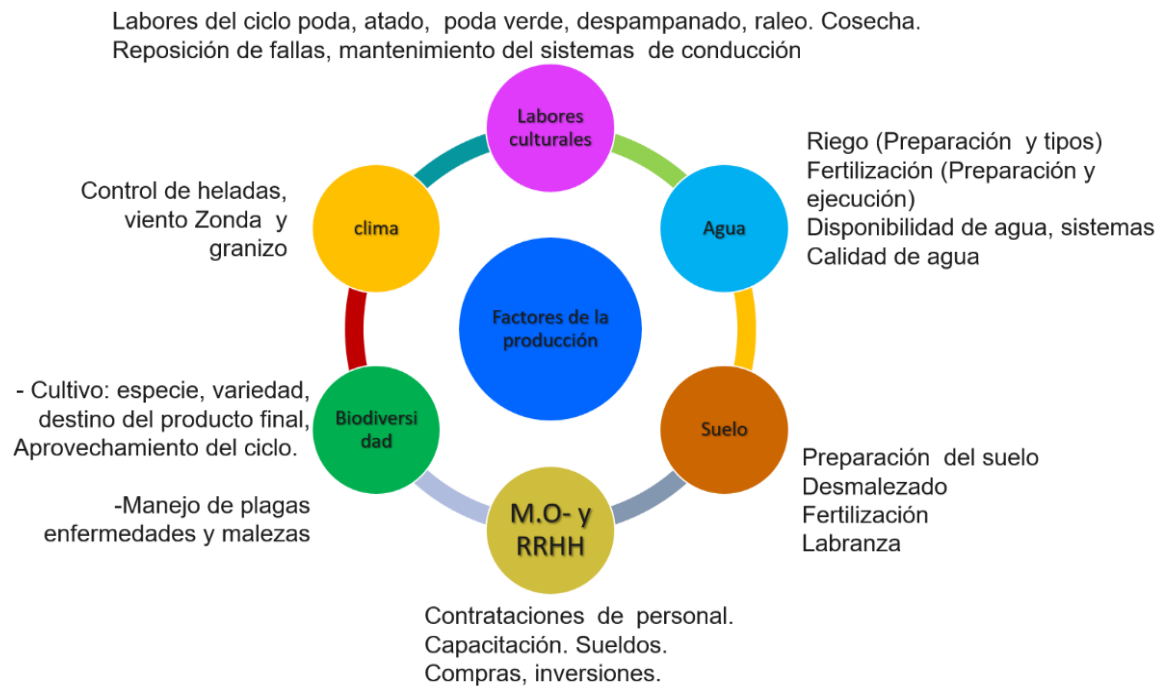 Labores del ciclo poda, atado, poda verde, despampanado, raleo. Cosecha.
Reposición de fallas, mantenimiento del sistemas de conducción
Labores
culturales
Riego (Preparación y tipos)
Fertilización (Preparación y
ejecución)
Disponibilidad de agua, sistemas
Calidad de agua
Agua
Control de heladas,
viento Zonda y
granizo
clima
Factores de la
producción
- Cultivo: especie, variedad,
destino del producto final,
Aprovechamiento del ciclo.
-Manejo de plagas
enfermedades y malezas
Biodiversi
dad
Suelo
Preparación del suelo
Desmalezado
Fertilización
Labranza
M.O- y
RRHH
Contrataciones de personal.
Capacitación. Sueldos.
Compras, inversiones.